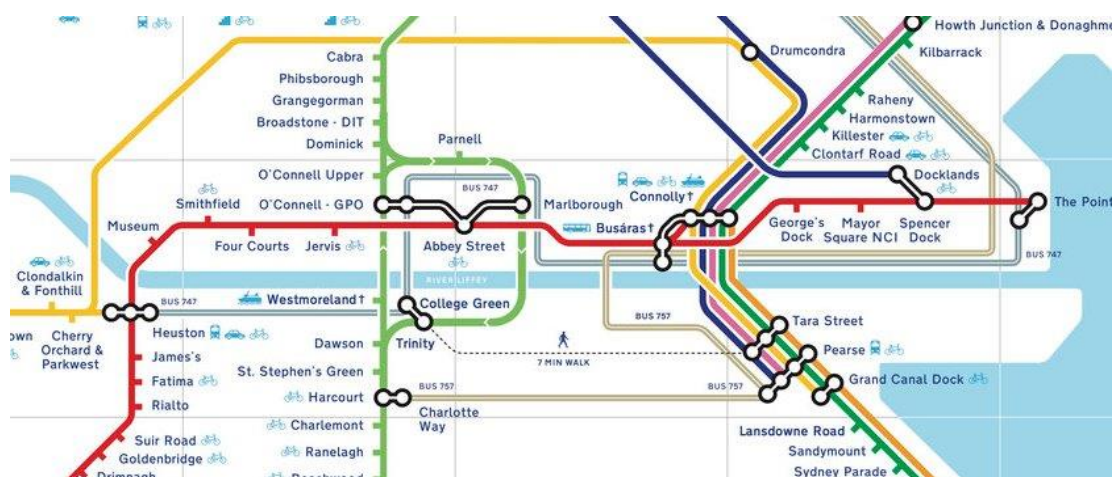 Howth Junction & Donaghme
Kilbarrack
Drumcondra
Cabra
Phibsborough
Grangegorman
Broadstone · DIT
Dominick
Parnell
Raheny
Harmonstown
Killester
Clontarf Road
O'Connell Upper
BUS 747
Connolly†
Docklands
Smithfield
O'Connell · GPO
Marlborough
The Point
Museum
Four Courts
Jervis
Abbey Street
Busáras†
George's
Dock
Mayor
Square NCI
Spencer
Dock
BUS 747
Clondalkin
& Fonthill
RIVER LIFFEY
Westmoreland†
College Green
BUS 747
own
Cherry
Orchard &
Parkwest
Heuston
BUS 757
Tara Street
Dawson
Trinity
7 MIN WALK
Pearse
James's
St. Stephen's Green
Fatima
BUS 757
BUS 757
Grand Canal Dock
Harcourt
Rialto
Charlotte
Way
Charlemont
Lansdowne Road
Suir Road
Goldenbridge
Ranelagh
Sandymount
Drimnagh
Beechwood
Sydney Parade